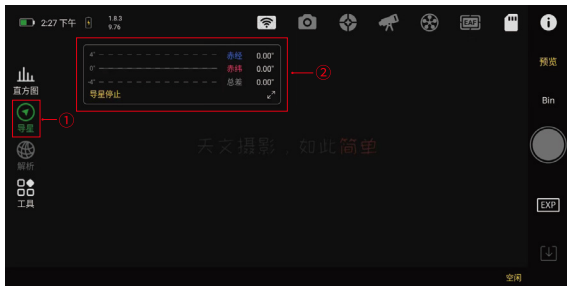 2:27 下午
1.8.3
9.76
EAF
预览
Bin
EXP
空闲
直方图
导星
解析
工具
①
②
4"
0"
-4"
赤经 0.00"
赤纬 0.00"
总差 0.00"
导星停止
天文摄影，如此简单